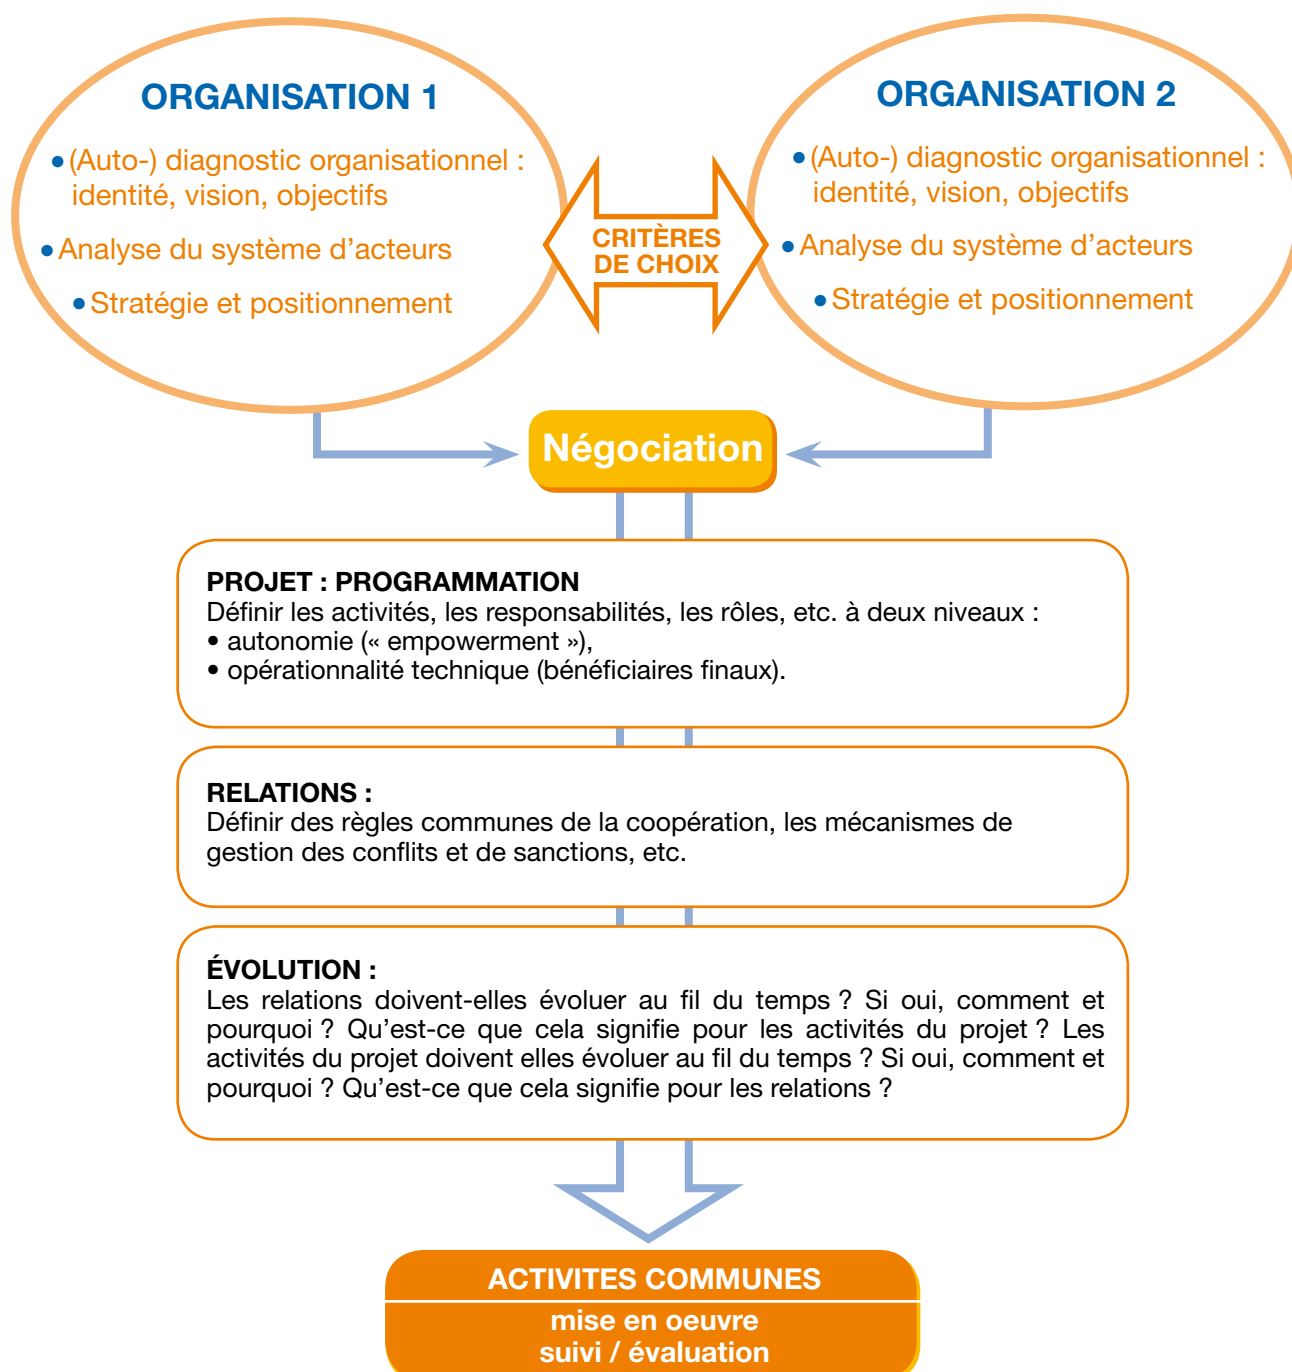 ORGANISATION 1
• (Auto-) diagnostic organisationnel :
identité, vision, objectifs
• Analyse du système d’acteurs
• Stratégie et positionnement
CRITÈRES
DE CHOIX
ORGANISATION 2
• (Auto-) diagnostic organisationnel :
identité, vision, objectifs
• Analyse du système d’acteurs
• Stratégie et positionnement
Négociation
PROJET : PROGRAMMATION
Définir les activités, les responsabilités, les rôles, etc. à deux niveaux :
• autonomie (« empowerment »),
• opérationnalité technique (bénéficiaires finaux).
RELATIONS :
Définir des règles communes de la coopération, les mécanismes de
gestion des conflits et de sanctions, etc.
ÉVOLUTION :
Les relations doivent-elles évoluer au fil du temps ? Si oui, comment et
pourquoi ? Qu’est-ce que cela signifie pour les activités du projet ? Les
activités du projet doivent elles évoluer au fil du temps ? Si oui, comment et
pourquoi ? Qu’est-ce que cela signifie pour les relations ?
ACTIVITES COMMUNES
mise en oeuvre
suivi / évaluation